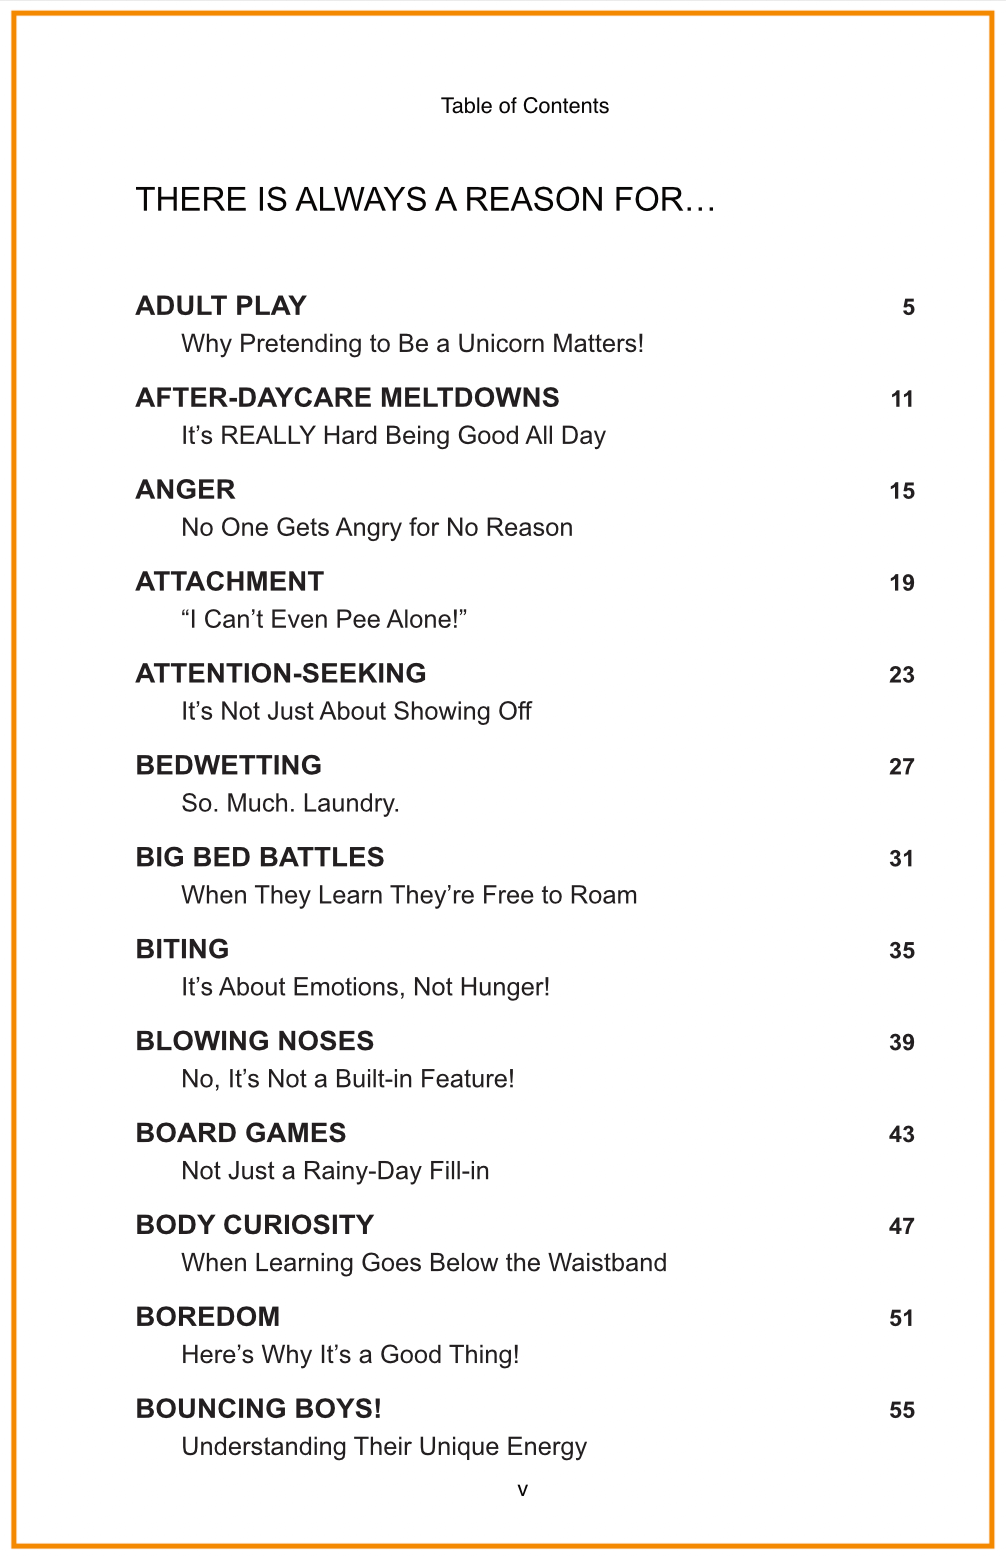 Table of Contents
THERE IS ALWAYS A REASON FOR…
ADULT PLAY 5
Why Pretending to Be a Unicorn Matters!
AFTER-DAYCARE MELTDOWNS 11
It’s REALLY Hard Being Good All Day
ANGER 15
No One Gets Angry for No Reason
ATTACHMENT 19
“I Can’t Even Pee Alone!”
ATTENTION-SEEKING 23
It’s Not Just About Showing Off
BEDWETTING 27
So. Much. Laundry.
BIG BED BATTLES 31
When They Learn They’re Free to Roam
BITING 35
It’s About Emotions, Not Hunger!
BLOWING NOSES 39
No, It’s Not a Built-in Feature!
BOARD GAMES 43
Not Just a Rainy-Day Fill-in
BODY CURIOSITY 47
When Learning Goes Below the Waistband
BOREDOM 51
Here’s Why It’s a Good Thing!
BOUNCING BOYS! 55
Understanding Their Unique Energy
v